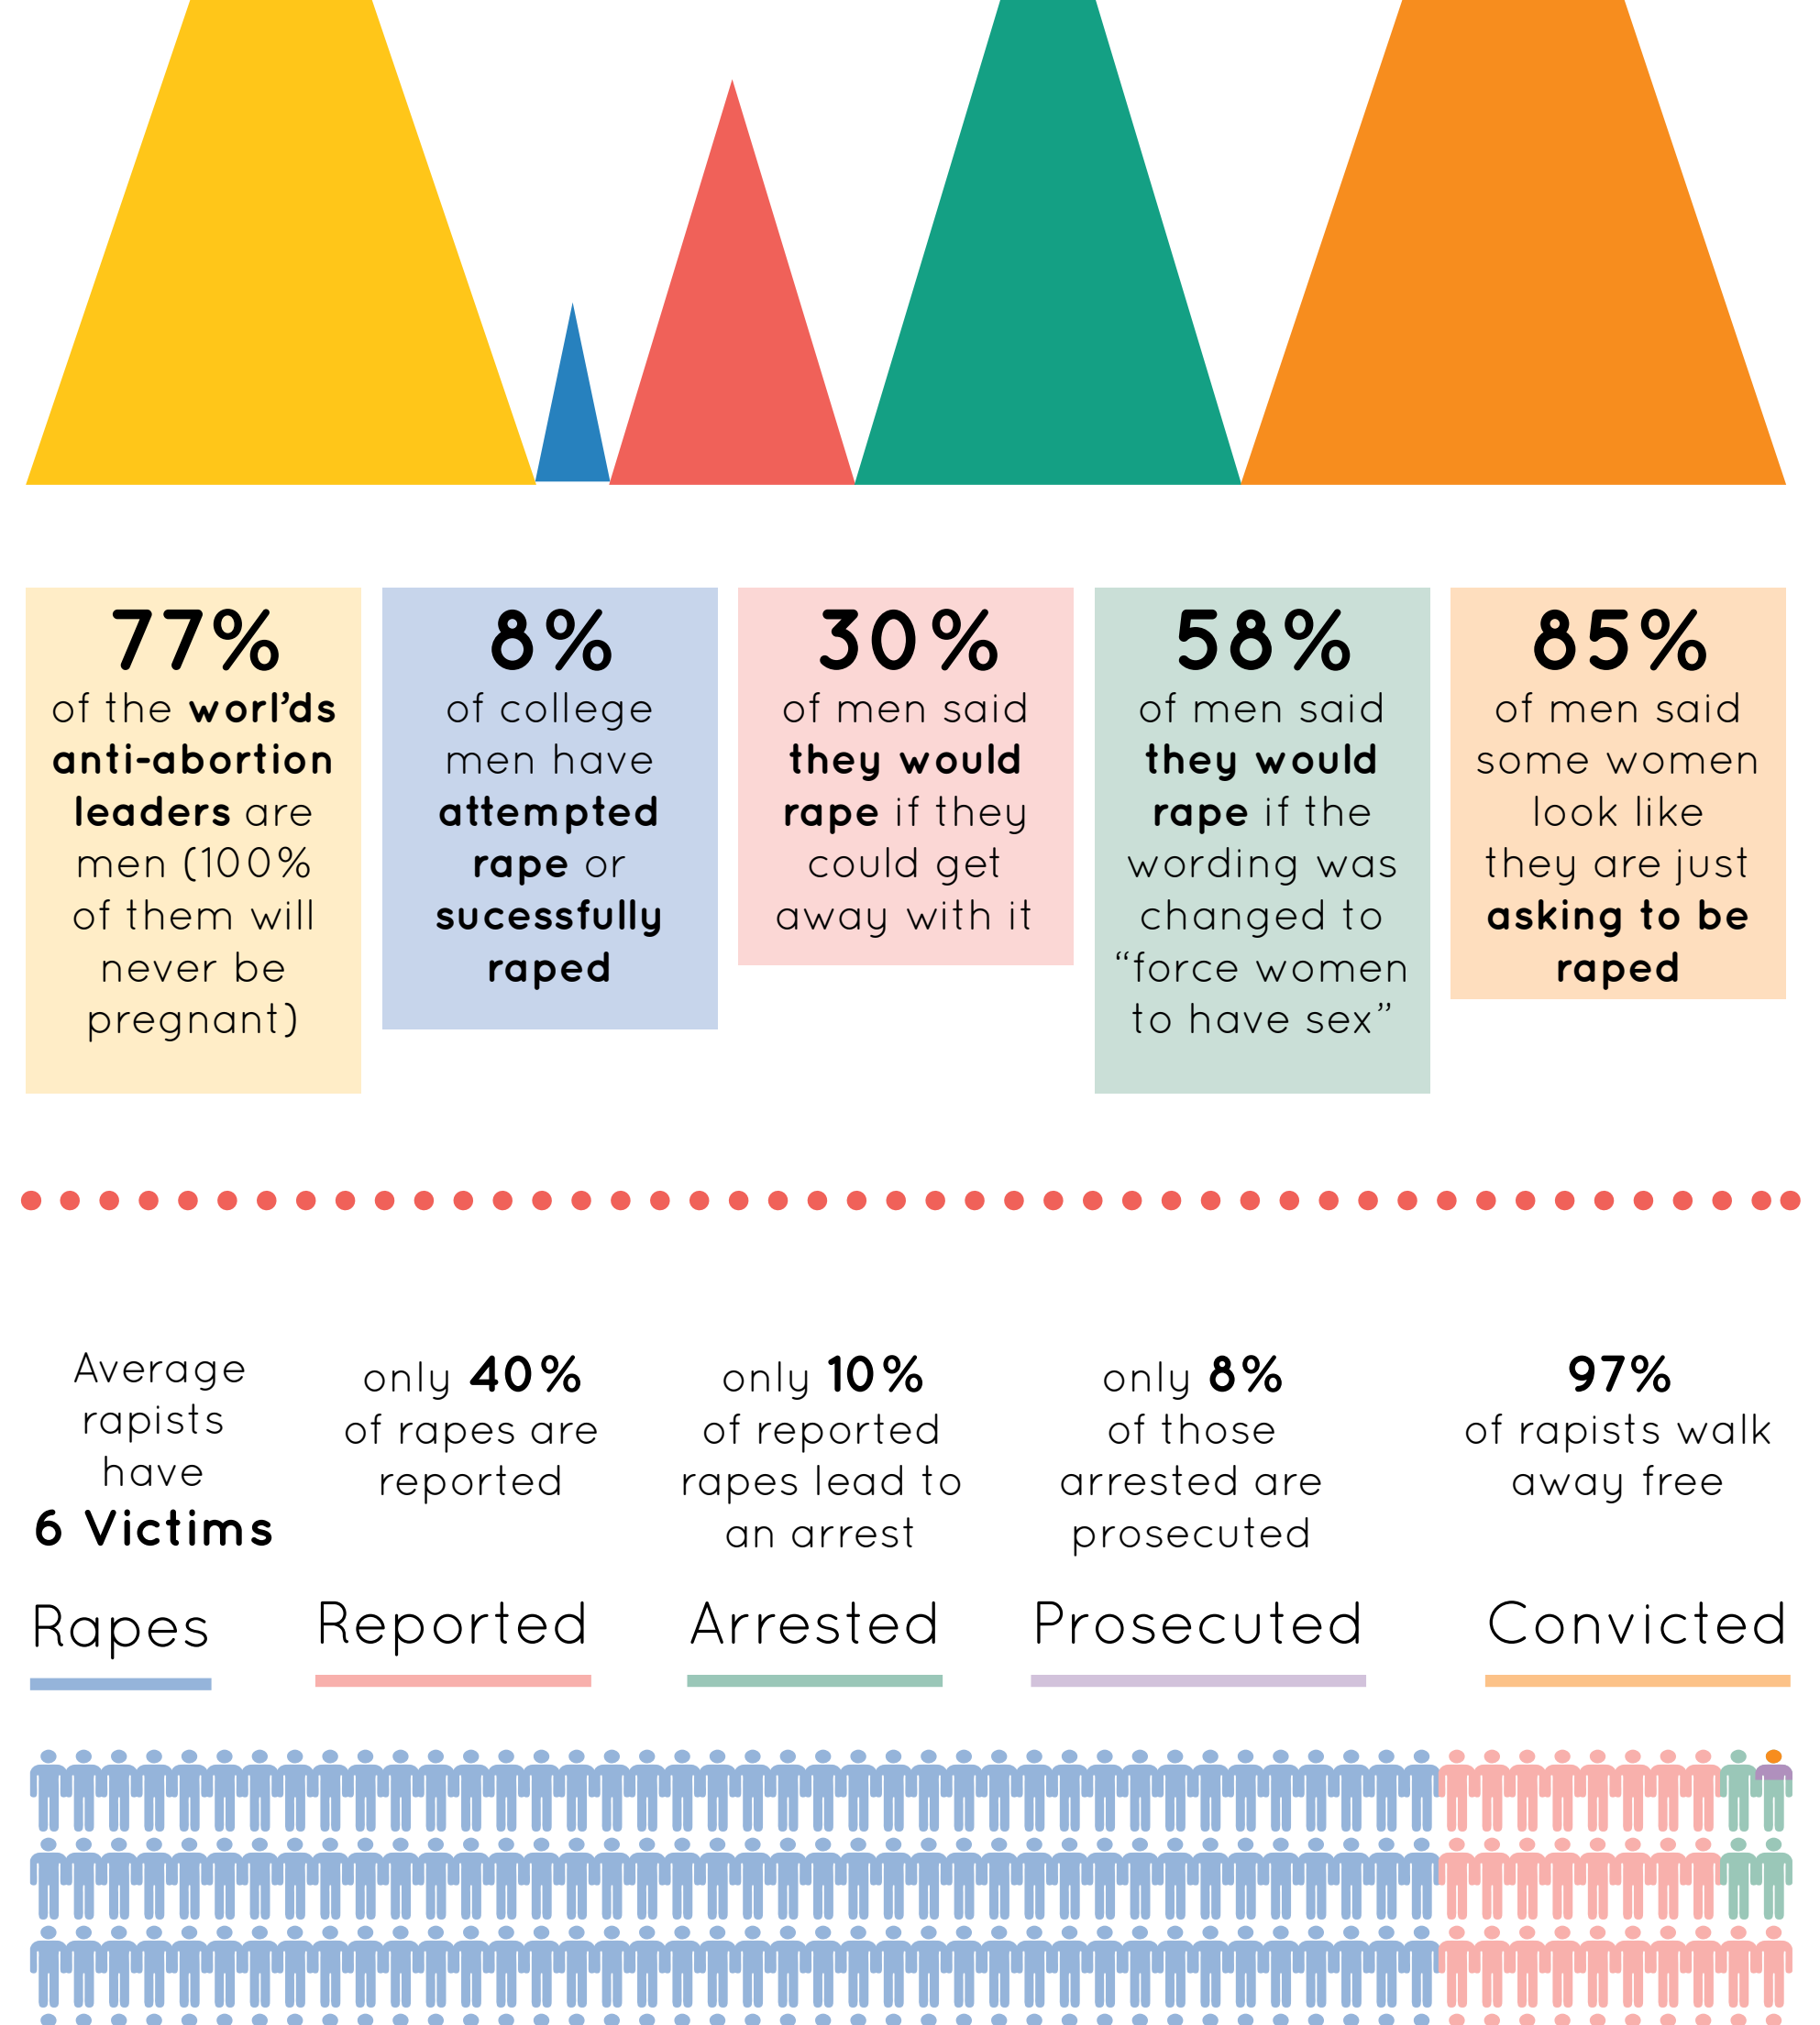 77%
of the worl'ds
anti-abortion
leaders are
men (100%
of them will
never be
pregnant)
8%
of college
men have
attempted
rape or
sucessfully
raped
30%
of men said
they would
rape if they
could get
away with it
58%
of men said
they would
rape if the
wording was
changed to
“force women
to have sex”
85%
of men said
some women
look like
they are just
asking to be
raped
Average
rapists
have
6 Victims
only 40%
of rapes are
reported
only 10%
of reported
rapes lead to
an arrest
only 8%
of those
arrested are
prosecuted
97%
of rapists walk
away free
Rapes
Reported
Arrested
Prosecuted
Convicted